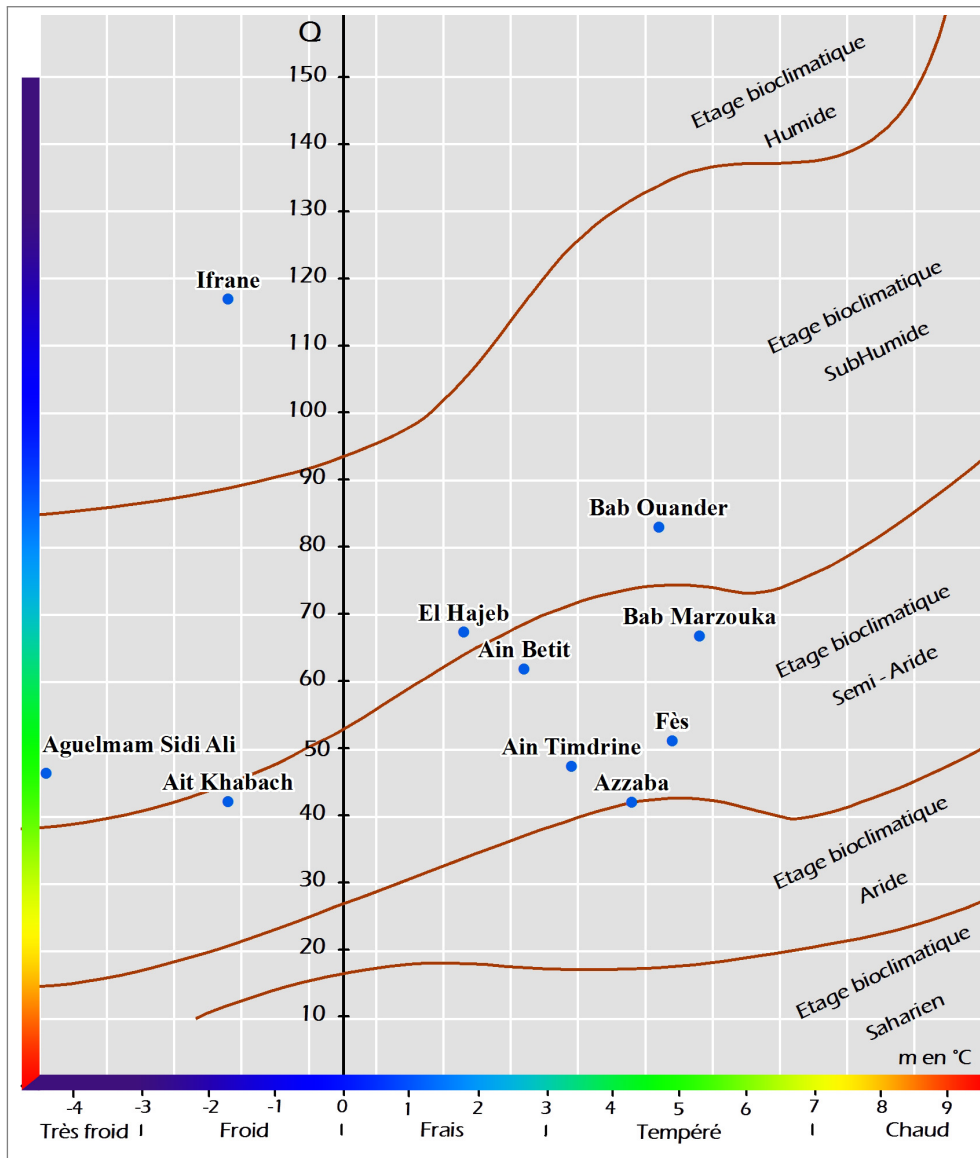 Q
150
140
130
120
110
100
90
80
70
60
50
40
30
20
10
Etage bioclimatique
Humide
Ifrane
Etage bioclimatique
SubHumide
Bab Ouander
El Hajeb
Bab Marzouka
Ain Betit
Etage bioclimatique
Semi - Aride
Fès
Aguelmam Sidi Ali
Ain Timdrine
Ait Khabach
Azzaba
Etage bioclimatique
Aride
Etage bioclimatique
Saharien
m en °C
-4 -3 -2 -1 0 1 2 3 4 5 6 7 8 9
Très froid Froid Frais Tempéré Chaud